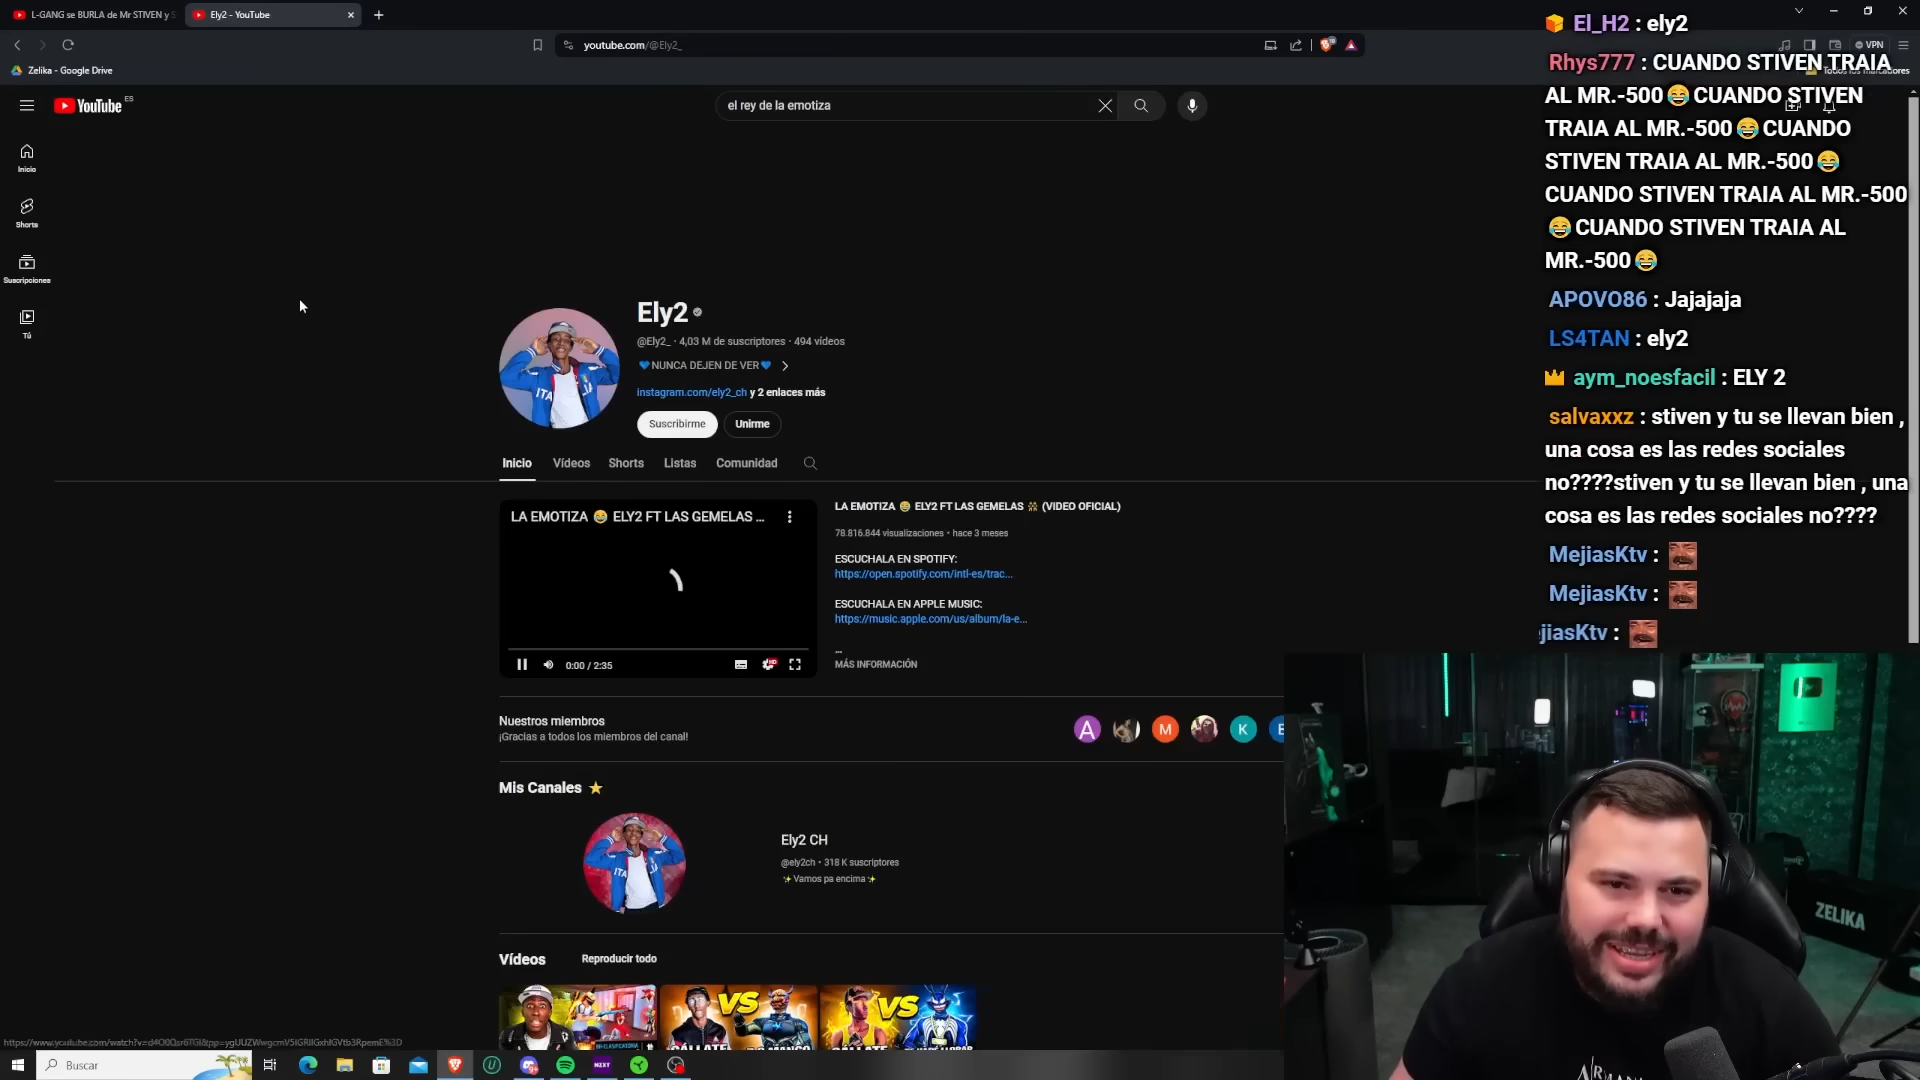 L-GANG se BURLA de Mr STIVEN y S
Ely2 - YouTube
youtube.com/@Ely2_
VPN
Zelika - Google Drive
Todos los marcadores
YouTube ES
el rey de la emotiza
Inicio
Shorts
Suscripciones
Tú
Ely2
@Ely2_ · 4,03 M de suscriptores · 494 vídeos
💙NUNCA DEJEN DE VER💙
instagram.com/ely2_ch y 2 enlaces más
Suscribirme
Unirme
Inicio
Vídeos
Shorts
Listas
Comunidad
LA EMOTIZA 😂 ELY2 FT LAS GEMELAS ...
0:00 / 2:35
LA EMOTIZA 😂 ELY2 FT LAS GEMELAS 👯 (VIDEO OFICIAL)
78.816.844 visualizaciones · hace 3 meses
ESCUCHALA EN SPOTIFY:
https://open.spotify.com/intl-es/trac...
ESCUCHALA EN APPLE MUSIC:
https://music.apple.com/us/album/la-e...
...
MÁS INFORMACIÓN
Nuestros miembros
¡Gracias a todos los miembros del canal!
A
M
K
E
Mis Canales ⭐
Ely2 CH
@ely2ch · 318 K suscriptores
✨Vamos pa encima✨
Vídeos
Reproducir todo
VS
VS
Buscar
NEXT
El_H2 : ely2
Rhys777 : CUANDO STIVEN TRAIA
AL MR.-500😂CUANDO STIVEN
TRAIA AL MR.-500😂CUANDO
STIVEN TRAIA AL MR.-500😂
CUANDO STIVEN TRAIA AL MR.-500
😂CUANDO STIVEN TRAIA AL
MR.-500😂
APOVO86 : Jajajaja
LS4TAN : ely2
aym_noesfacil : ELY 2
salvaxxz : stiven y tu se llevan bien ,
una cosa es las redes sociales
no????stiven y tu se llevan bien , una
cosa es las redes sociales no????
MejiasKtv :
MejiasKtv :
jiasKtv :
ZELIKA